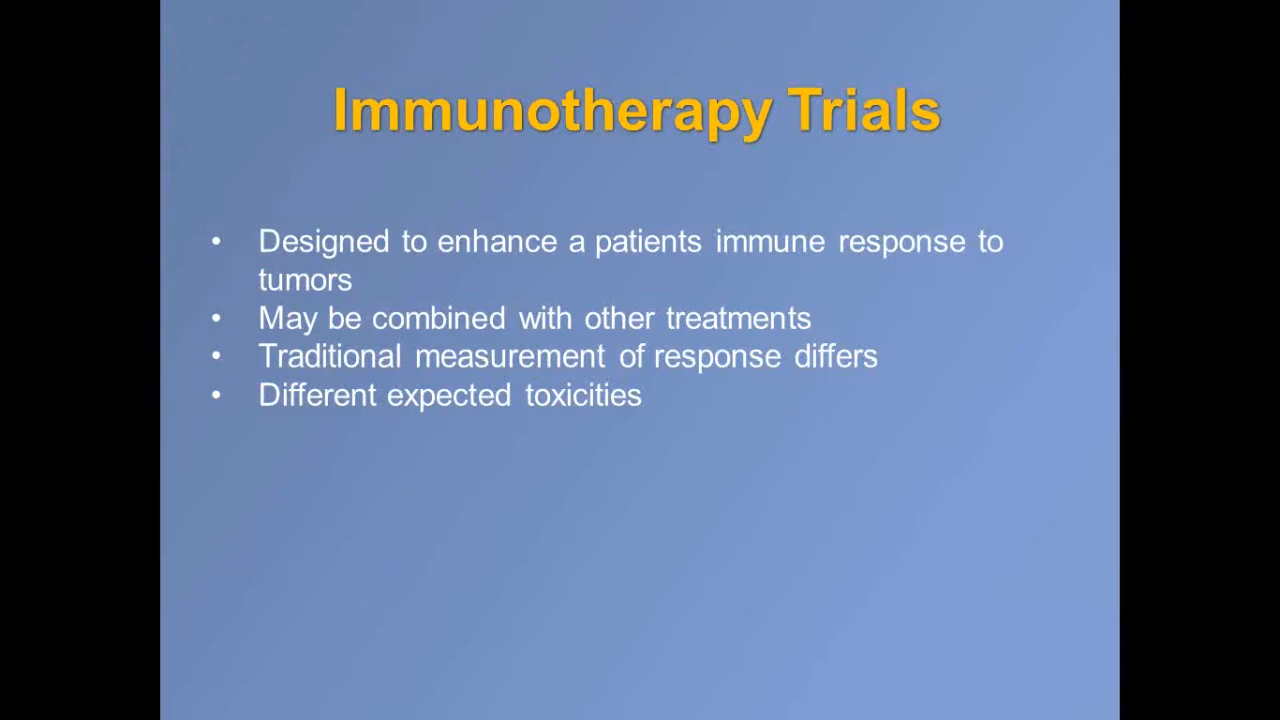 Immunotherapy Trials
• Designed to enhance a patients immune response to
tumors
• May be combined with other treatments
• Traditional measurement of response differs
• Different expected toxicities